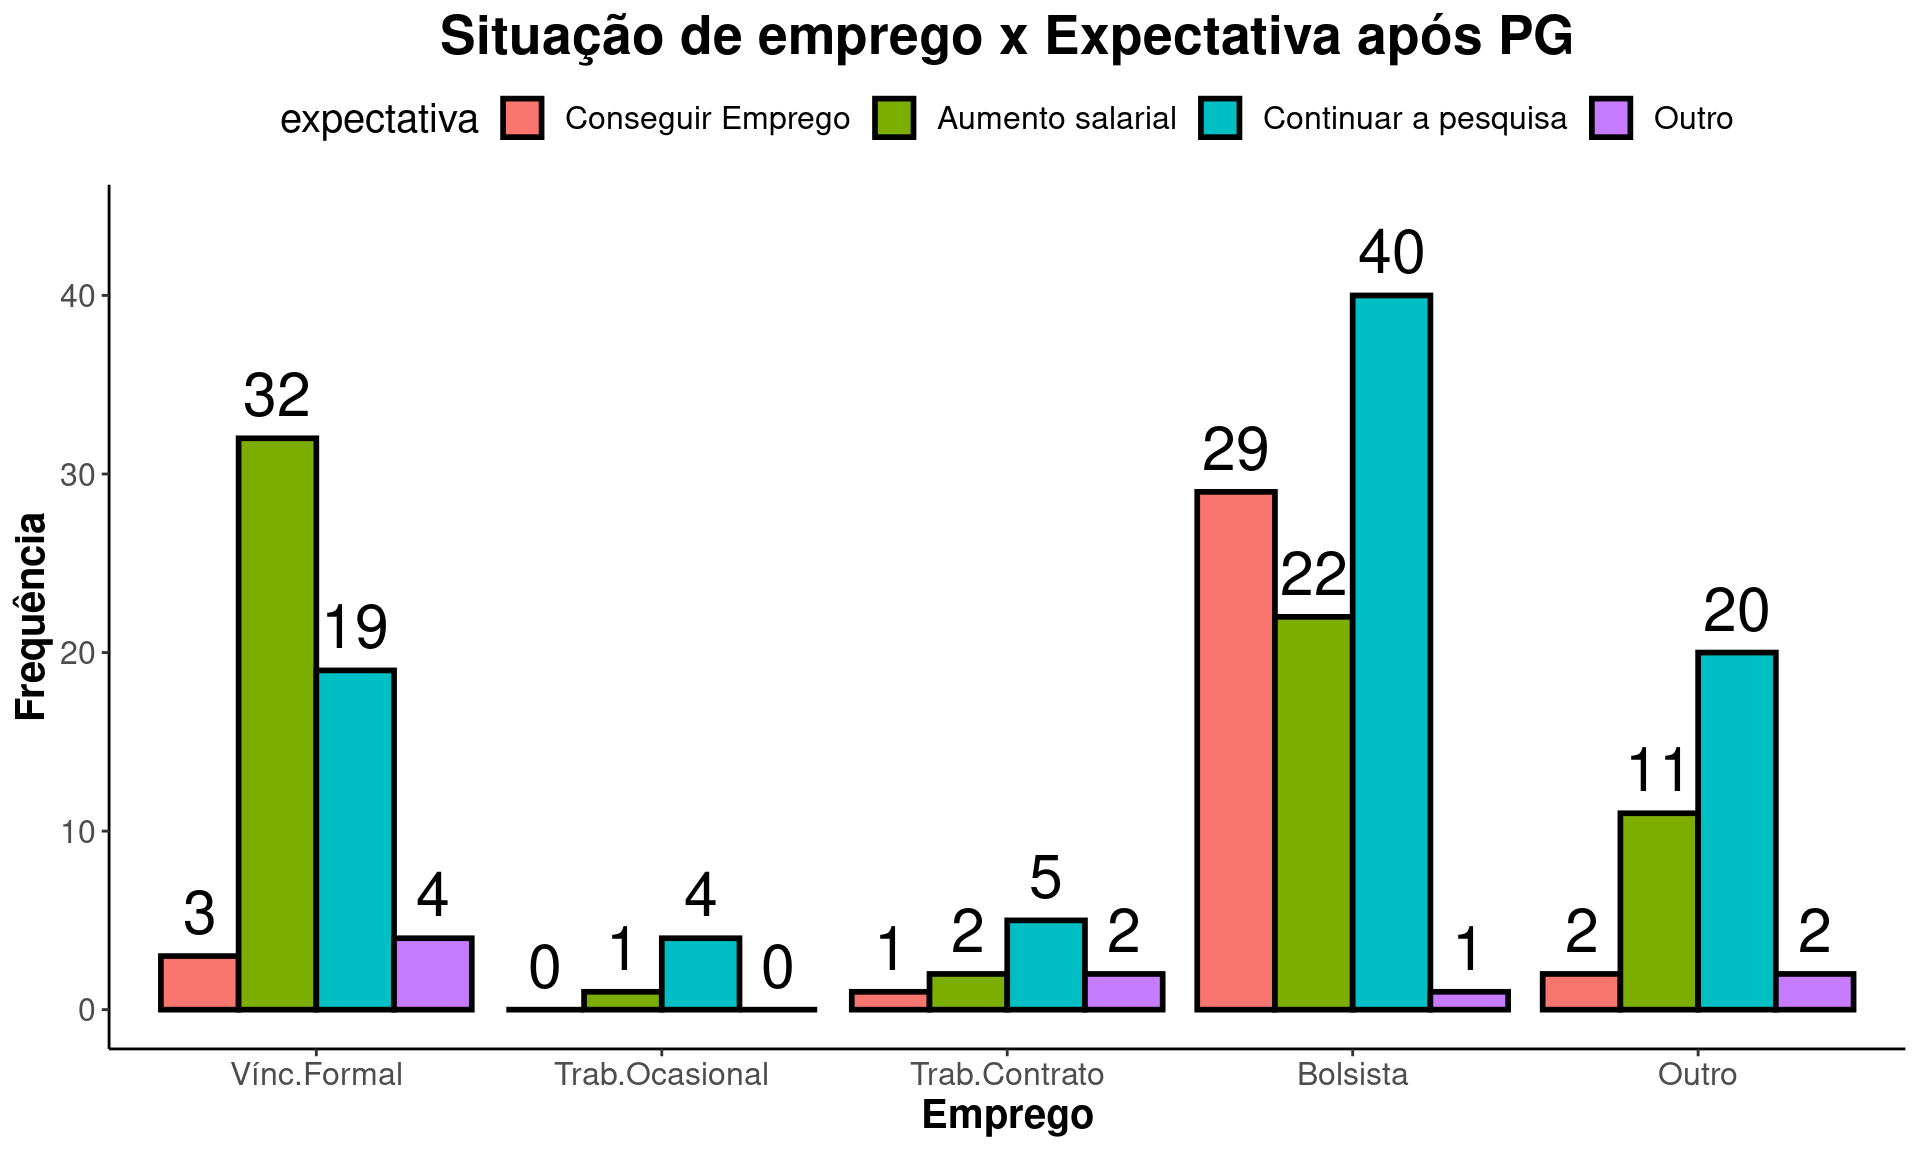 Situação de emprego x Expectativa após PG
expectativa Conseguir Emprego Aumento salarial Continuar a pesquisa Outro
Frequência
40
30
20
10
0
3 32 19 4
0 1 4 0
1 2 5 2
29 22 40 1
2 11 20 2
Vínc.Formal Trab.Ocasional Trab.Contrato Bolsista Outro
Emprego